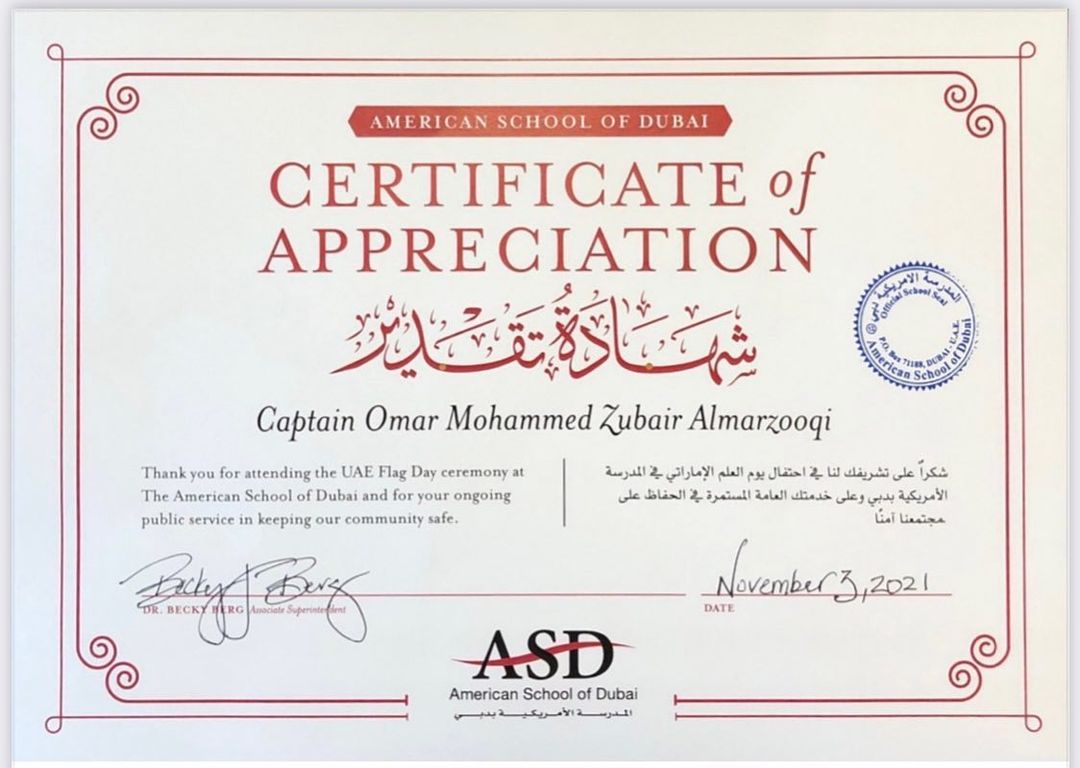 AMERICAN SCHOOL OF DUBAI
CERTIFICATE of
APPRECIATION
شهادة تقدير
Captain Omar Mohammed Zubair Almarzooqi
Thank you for attending the UAE Flag Day ceremony at
The American School of Dubai and for your ongoing
public service in keeping our community safe.
شكراً على تشريفك لنا في احتفال يوم العلم الإماراتي في المدرسة
الأمريكية بدبي وعلى خدمتك العامة المستمرة في الحفاظ على
مجتمعنا آمنًا
المدرسة الامريكية دبي
Official School Seal
P.O. Box 71188, DUBAI - U.A.E.
American School of Dubai
Becky J Berg
DR. BECKY BERG Associate Superintendent
November 3, 2021
DATE
ASD
American School of Dubai
المدرسة الأمريكية بدبي